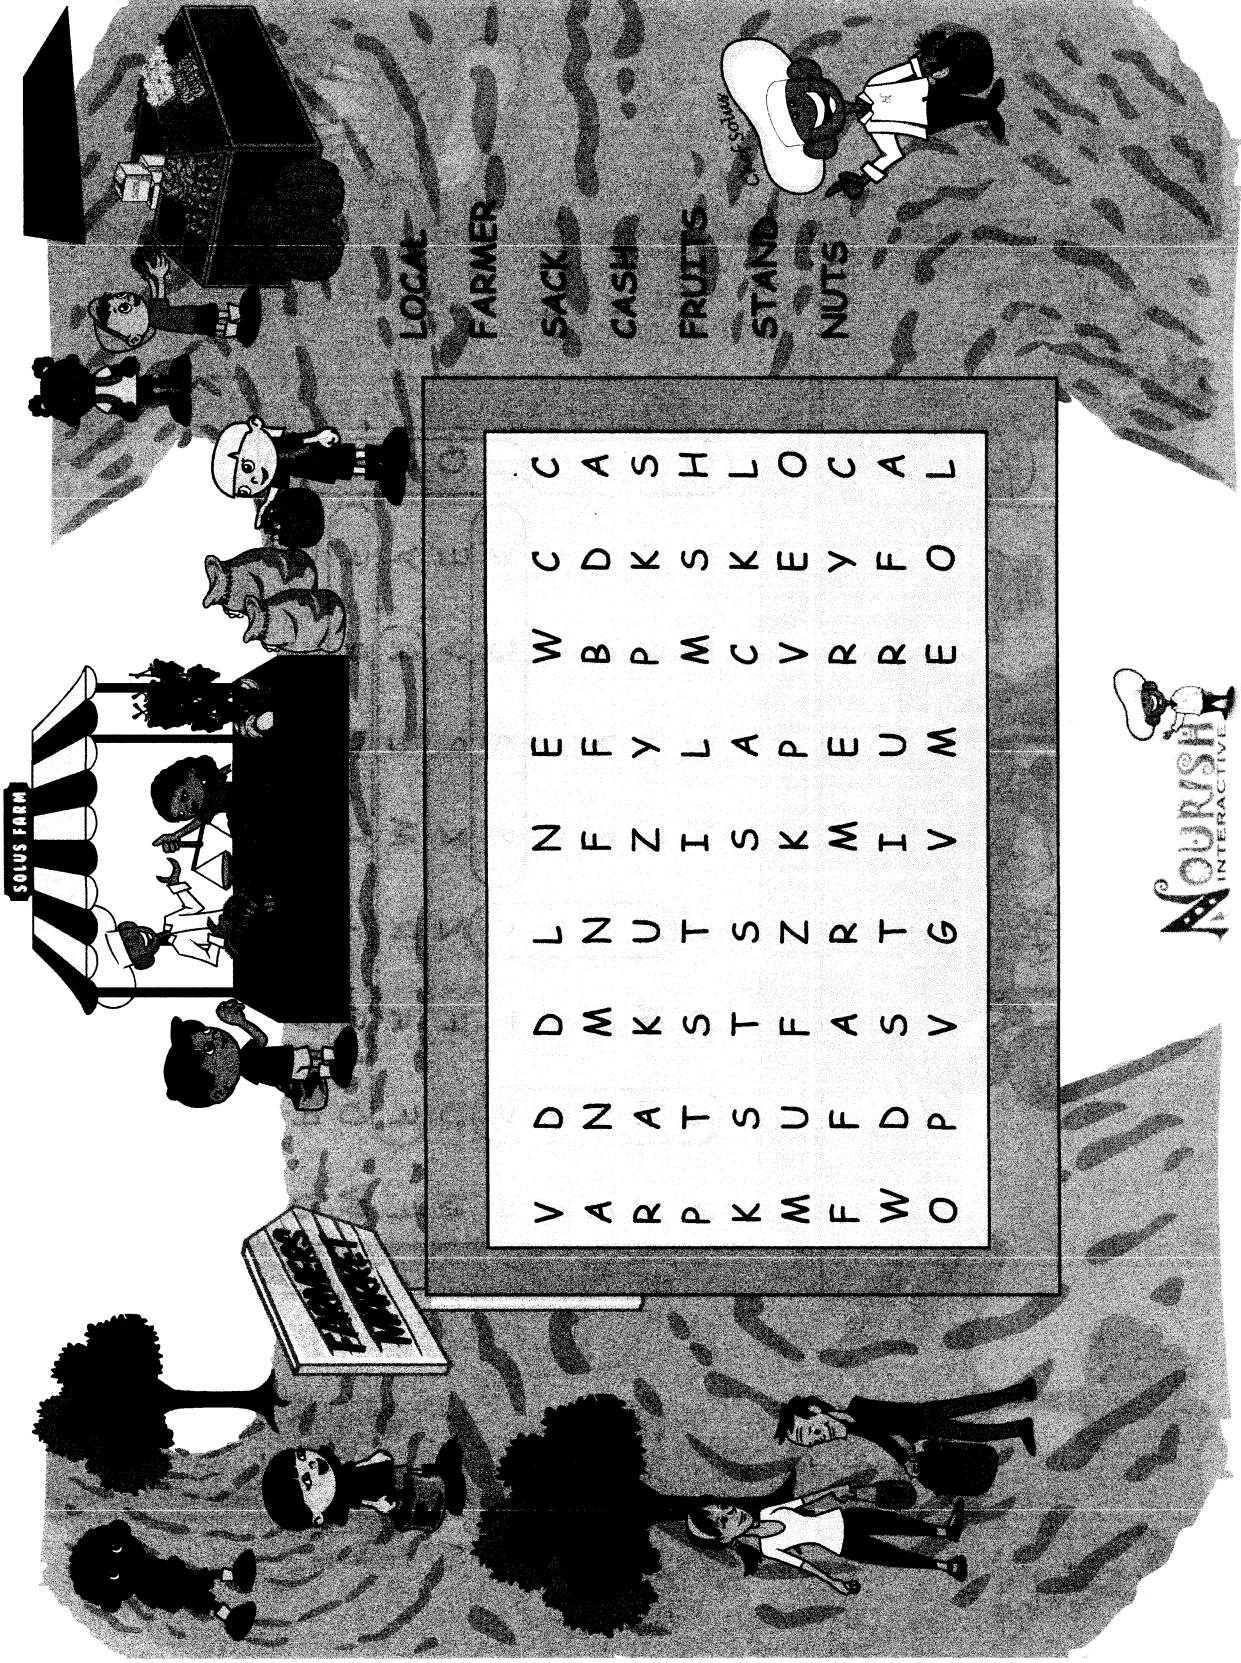 SOLUS FARM
FARMERS
MARKET
V D D L N E W C C
A N M N F F B D A
R A K U Z Y P K S
P T S T I L M S H
K S T S S A C K L
M U F Z K P V E O
F F A R M E R Y C
W D S T I U R F A
O P V G V M E O L
LOCAL
FARMER
SACK
CASH
FRUITS
STAND
NUTS
Chef Solus
NOURISH
INTERACTIVE